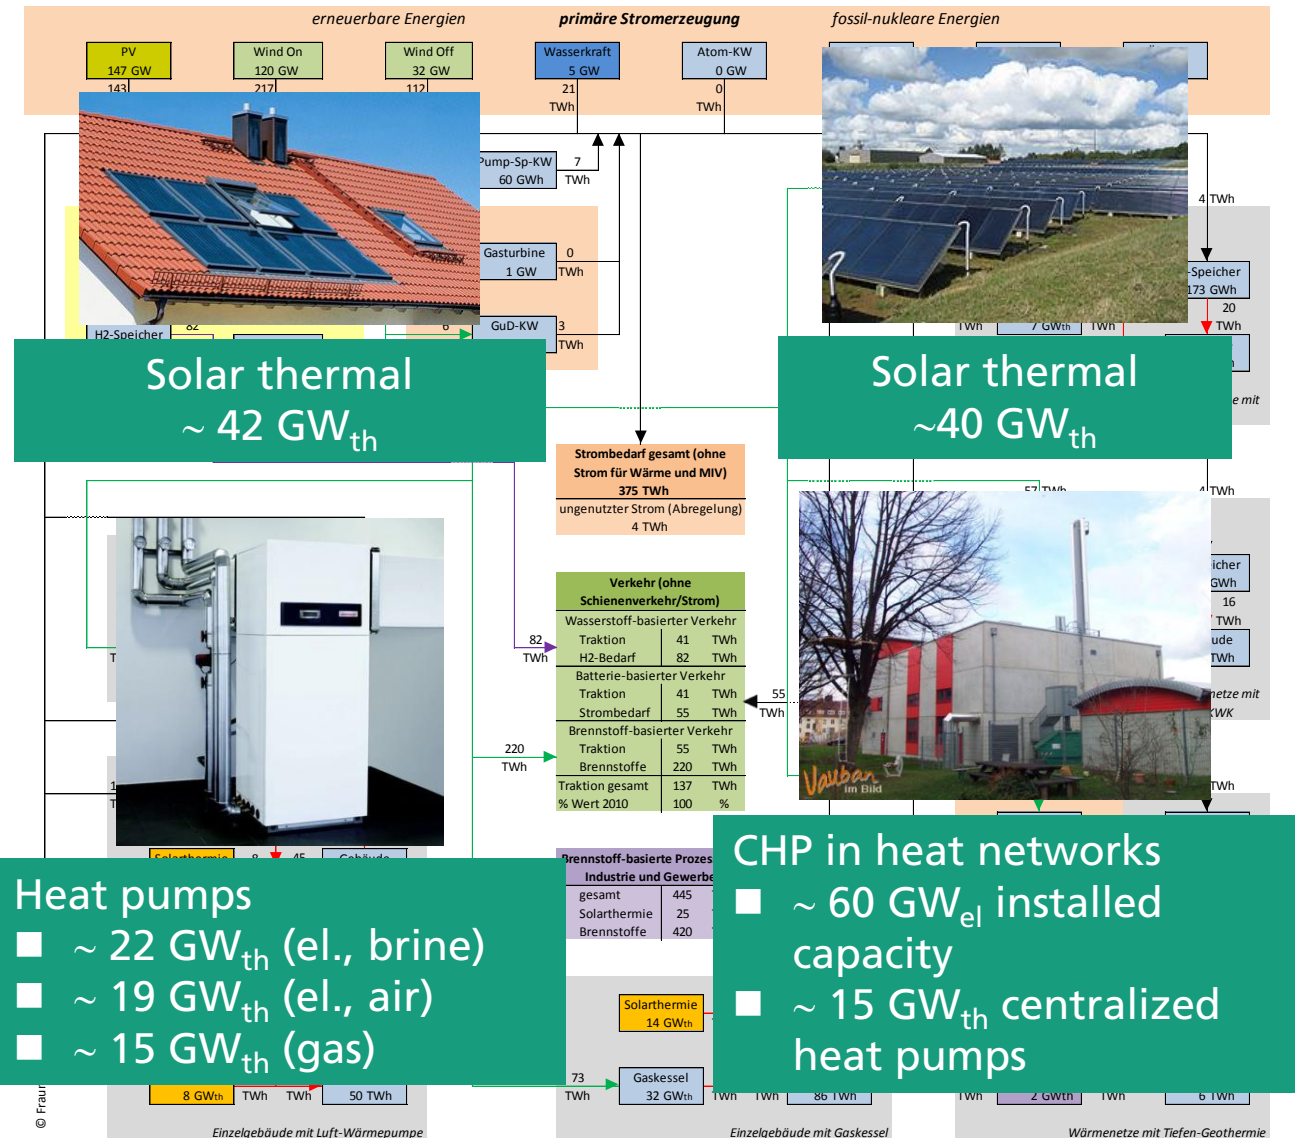 erneuerbare Energien
primäre Stromerzeugung
fossil-nukleare Energien
PV
147 GW
Wind On
120 GW
Wind Off
32 GW
Wasserkraft
5 GW
Atom-KW
0 GW
143
217
112
21
TWh
0
TWh
Pump-Sp-KW
60 GWh
7
TWh
4 TWh
Gasturbine
1 GW
0
TWh
-Speicher
173 GWh
20
TWh
H2-Speicher
82
6
GuD-KW
3
TWh
TWh
7 GWth
TWh
Solar thermal
~ 42 GWth
Solar thermal
~40 GWth
e mit
Strombedarf gesamt (ohne
Strom für Wärme und MIV)
375 TWh
ungenutzter Strom (Abregelung)
4 TWh
57 TWh
4 TWh
Verkehr (ohne
Schienenverkehr/Strom)
Wasserstoff-basierter Verkehr
Traktion 41 TWh
H2-Bedarf 82 TWh
Batterie-basierter Verkehr
Traktion 41 TWh
Strombedarf 55 TWh
Brennstoff-basierter Verkehr
Traktion 55 TWh
Brennstoffe 220 TWh
Traktion gesamt 137 TWh
% Wert 2010 100 %
82
TWh
55
TWh
220
TWh
icher
GWh
16
TWh
ude
TWh
netze mit
KWK
TWh
Vauban
im Bild
Solarthermie
8
45
Gebäude
Brennstoff-basierte Prozes
Industrie und Gewerbe
gesamt 445
Solarthermie 25
Brennstoffe 420
Heat pumps
■ ~ 22 GWth (el., brine)
■ ~ 19 GWth (el., air)
■ ~ 15 GWth (gas)
CHP in heat networks
■ ~ 60 GWel installed
capacity
■ ~ 15 GWth centralized
heat pumps
Solarthermie
14 GWth
8 GWth
TWh
TWh
50 TWh
73
TWh
Gaskessel
32 GWth
TWh
TWh
86 TWh
TWh
2 GWth
TWh
6 TWh
© Fraun
Einzelgebäude mit Luft-Wärmepumpe
Einzelgebäude mit Gaskessel
Wärmenetze mit Tiefen-Geothermie